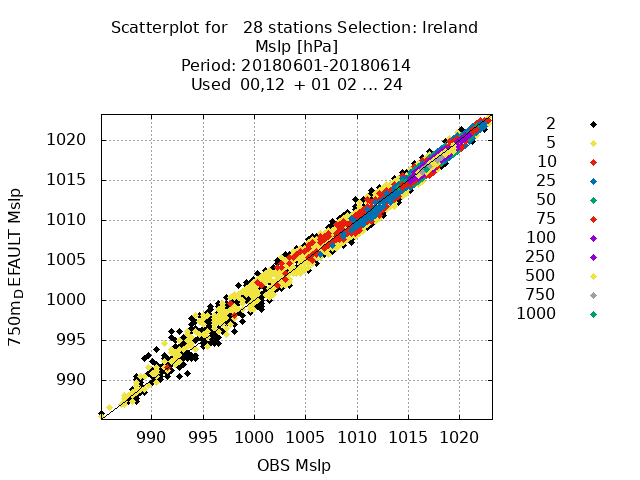 Scatterplot for 28 stations Selection: Ireland
Mslp [hPa]
Period: 20180601-20180614
Used 00,12 + 01 02 ... 24
750m_DEFAULT Mslp
1020
1015
1010
1005
1000
995
990
990 995 1000 1005 1010 1015 1020
OBS Mslp
2
5
10
25
50
75
100
250
500
750
1000